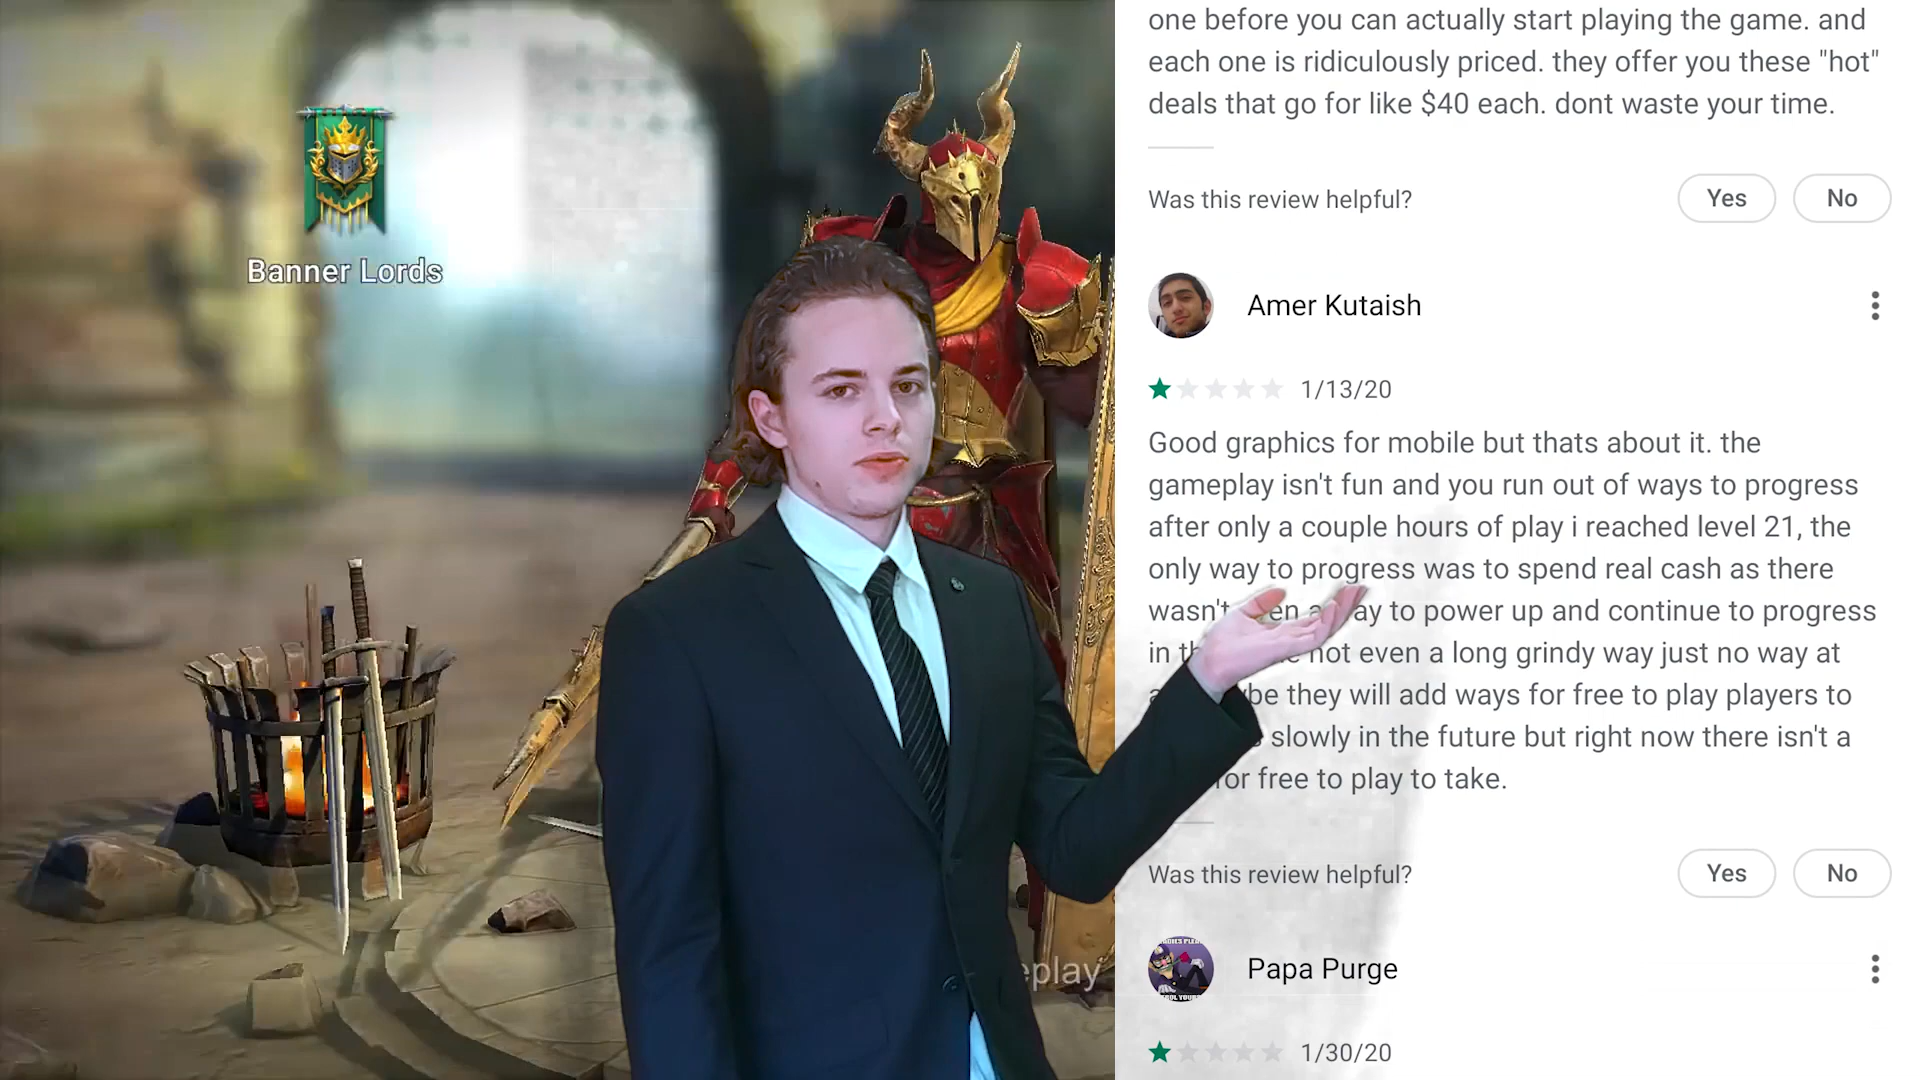 Banner Lords
eplay
one before you can actually start playing the game. and
each one is ridiculously priced. they offer you these "hot"
deals that go for like $40 each. dont waste your time.
Was this review helpful?
Yes
No
Amer Kutaish
1/13/20
Good graphics for mobile but thats about it. the
gameplay isn't fun and you run out of ways to progress
after only a couple hours of play i reached level 21, the
only way to progress was to spend real cash as there
wasn't to power up and continue to progress
in not even a long grindy way just no way at
they will add ways for free to play players to
slowly in the future but right now there isn't a
for free to play to take.
Was this review helpful?
Yes
No
Papa Purge
1/30/20